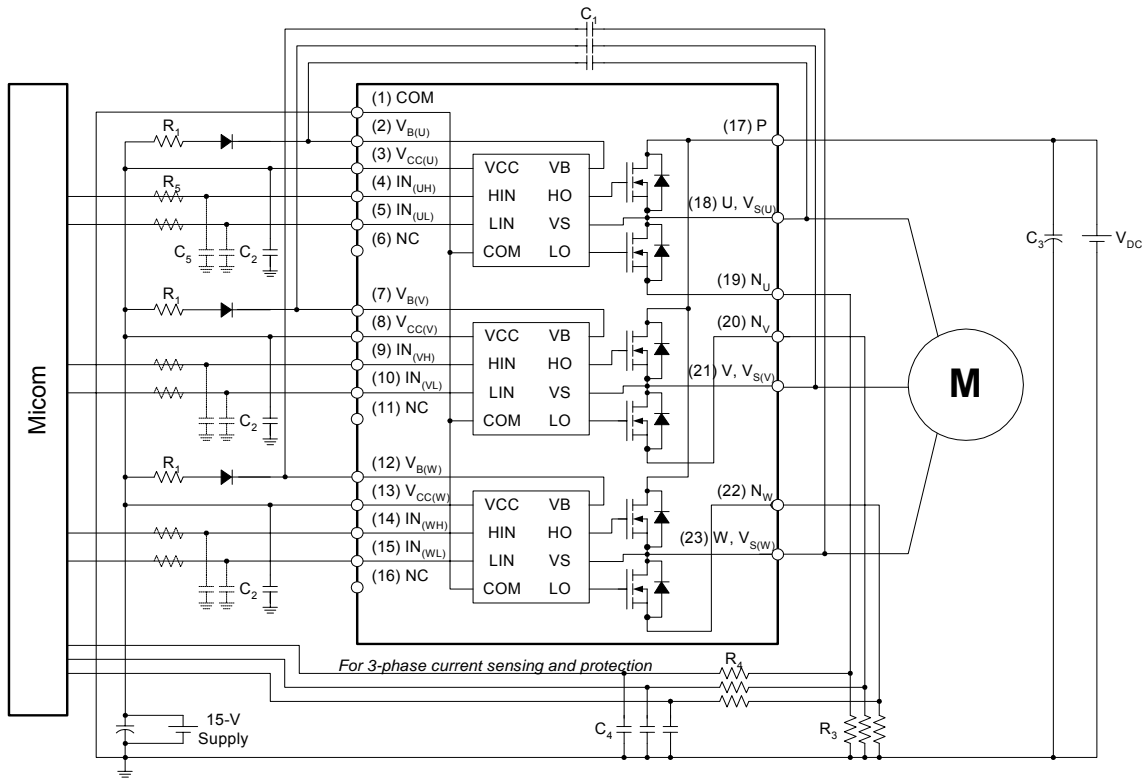 C1
Micom
R1
(1) COM
(2) VB(U)
(3) VCC(U)
R5
(4) IN(UH)
(5) IN(UL)
(6) NC
C5
C2
VCC VB
HIN HO
LIN VS
COM LO
(17) P
(18) U, VS(U)
(19) NU
C3
VDC
R1
(7) VB(V)
(8) VCC(V)
(9) IN(VH)
(10) IN(VL)
(11) NC
C2
VCC VB
HIN HO
LIN VS
COM LO
(20) NV
(21) V, VS(V)
M
R1
(12) VB(W)
(13) VCC(W)
(14) IN(WH)
(15) IN(WL)
(16) NC
C2
VCC VB
HIN HO
LIN VS
COM LO
(22) NW
(23) W, VS(W)
For 3-phase current sensing and protection
R4
15-V
Supply
C4
R3